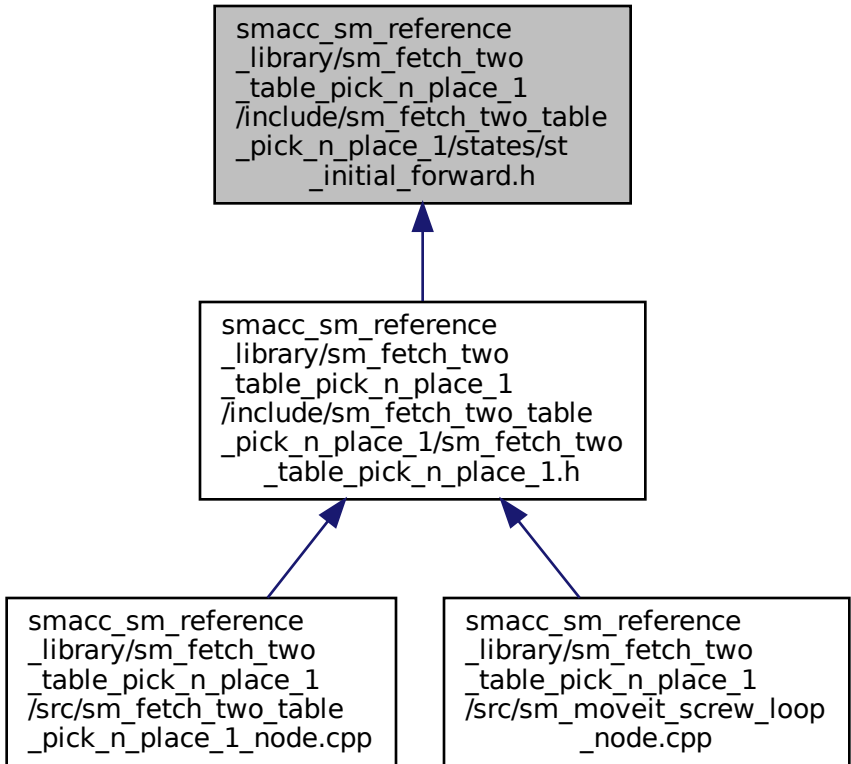 smacc_sm_reference
_library/sm_fetch_two
_table_pick_n_place_1
/include/sm_fetch_two_table
_pick_n_place_1/states/st
_initial_forward.h
smacc_sm_reference
_library/sm_fetch_two
_table_pick_n_place_1
/include/sm_fetch_two_table
_pick_n_place_1/sm_fetch_two
_table_pick_n_place_1.h
smacc_sm_reference
_library/sm_fetch_two
_table_pick_n_place_1
/src/sm_fetch_two_table
_pick_n_place_1_node.cpp
smacc_sm_reference
_library/sm_fetch_two
_table_pick_n_place_1
/src/sm_moveit_screw_loop
_node.cpp